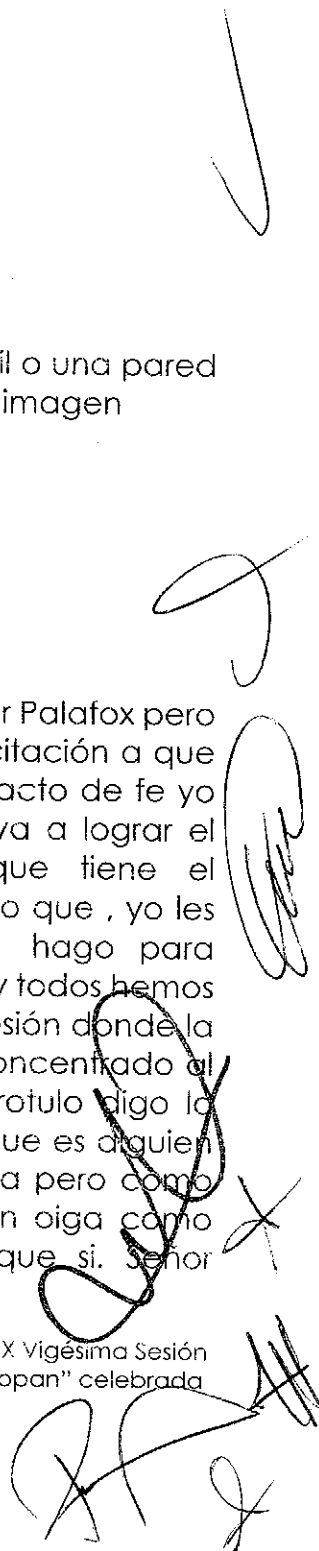 il o una pared
imagen
r Palafox pero
citación a que
acto de fe yo
va a lograr el
que tiene el
o que , yo les
hago para
y todos hemos
esión donde la
oncentrado al
rotulo digo lo
que es alguien
a pero como
n oiga como
que si. Señor
X Vigésima Sesión
opan" celebrada